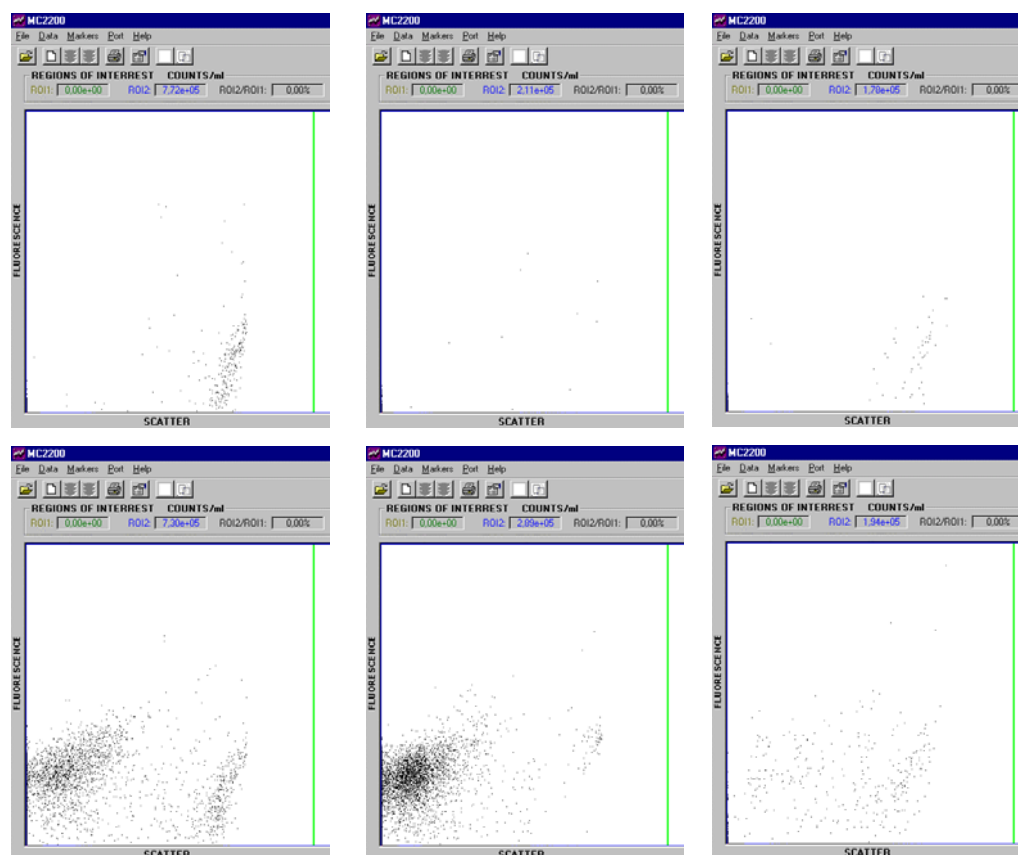 MC2200
File Data Markers Port Help
REGIONS OF INTERREST COUNTS/ml
ROI1: 0,00e+00 ROI2: 7,72e+05 ROI2/ROI1: 0,00%
FLUORESCENCE
SCATTER
MC2200
File Data Markers Port Help
REGIONS OF INTERREST COUNTS/ml
ROI1: 0,00e+00 ROI2: 2,11e+05 ROI2/ROI1: 0,00%
FLUORESCENCE
SCATTER
MC2200
File Data Markers Port Help
REGIONS OF INTERREST COUNTS/ml
ROI1: 0,00e+00 ROI2: 1,70e+05 ROI2/ROI1: 0,00%
FLUORESCENCE
SCATTER
MC2200
File Data Markers Port Help
REGIONS OF INTERREST COUNTS/ml
ROI1: 0,00e+00 ROI2: 7,30e+05 ROI2/ROI1: 0,00%
FLUORESCENCE
SCATTER
MC2200
File Data Markers Port Help
REGIONS OF INTERREST COUNTS/ml
ROI1: 0,00e+00 ROI2: 2,09e+05 ROI2/ROI1: 0,00%
FLUORESCENCE
SCATTER
MC2200
File Data Markers Port Help
REGIONS OF INTERREST COUNTS/ml
ROI1: 0,00e+00 ROI2: 1,94e+05 ROI2/ROI1: 0,00%
FLUORESCENCE
SCATTER